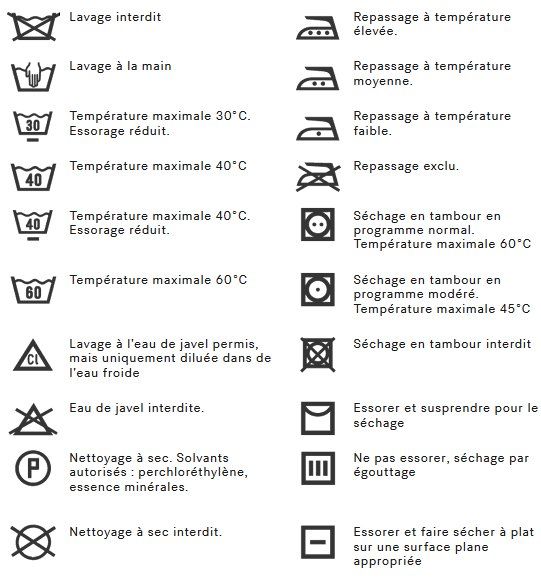 Lavage interdit
Lavage à la main
30
Température maximale 30°C.
Essorage réduit.
40
Température maximale 40°C
40
Température maximale 40°C.
Essorage réduit.
60
Température maximale 60°C
Cl
Lavage à l'eau de javel permis,
mais uniquement diluée dans de
l'eau froide
Eau de javel interdite.
P
Nettoyage à sec. Solvants
autorisés : perchloréthylène,
essence minérales.
Nettoyage à sec interdit.
Repassage à température
élevée.
Repassage à température
moyenne.
Repassage à température
faible.
Repassage exclu.
Séchage en tambour en
programme normal.
Température maximale 60°C
Séchage en tambour en
programme modéré.
Température maximale 45°C
Séchage en tambour interdit
Essorer et susprendre pour le
séchage
Ne pas essorer, séchage par
égouttage
Essorer et faire sécher à plat
sur une surface plane
appropriée